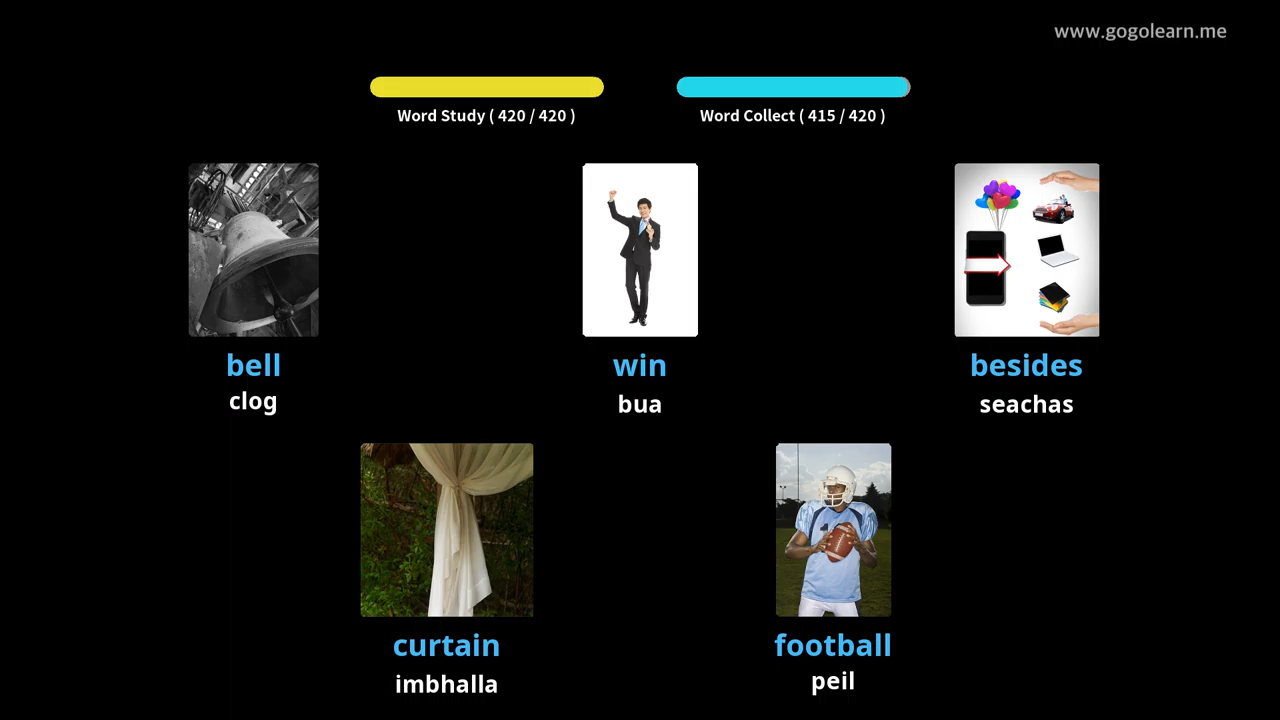 www.gogolearn.me
Word Study ( 420 / 420 )
Word Collect ( 415 / 420 )
bell
clog
win
bua
besides
seachas
curtain
imbhalla
football
peil